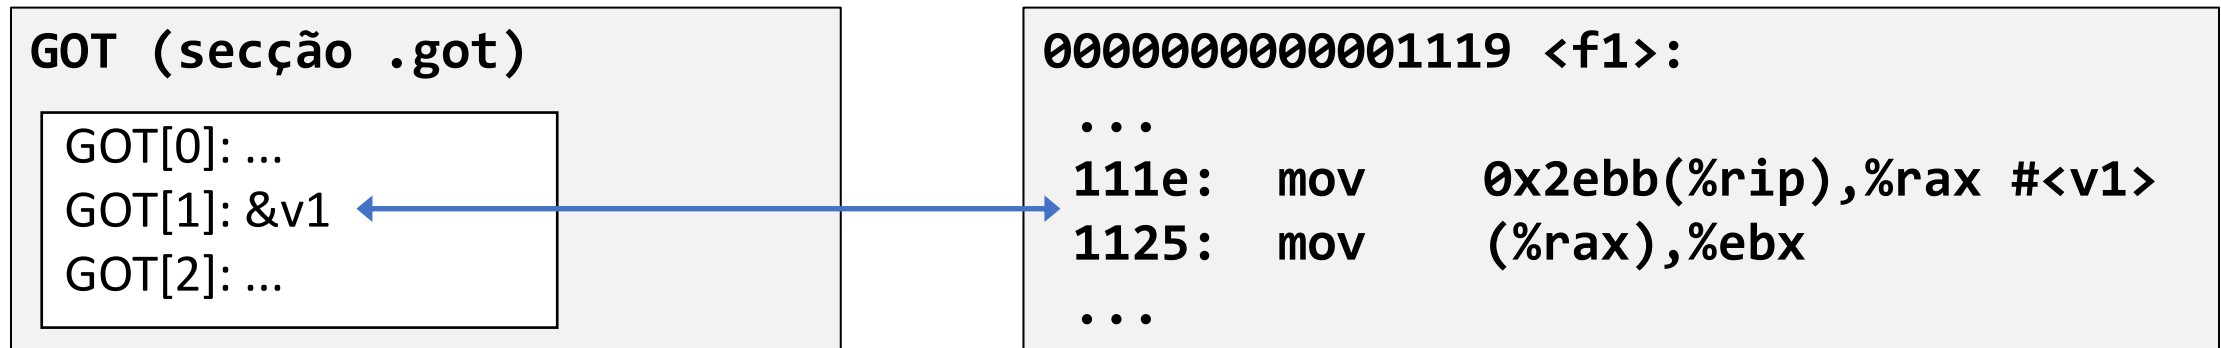 GOT (secção .got)
GOT[0]: ...
GOT[1]: &v1
GOT[2]: ...
0000000000001119 <f1>:
...
111e: mov 0x2ebb(%rip),%rax #<v1>
1125: mov (%rax),%ebx
...